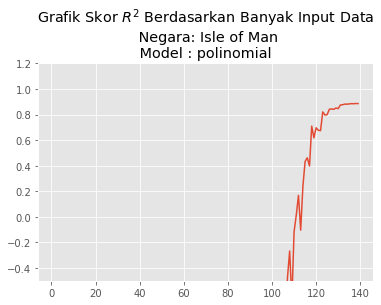 Grafik Skor $R^2$ Berdasarkan Banyak Input Data
Negara: Isle of Man
Model : polinomial
1.2
1.0
0.8
0.6
0.4
0.2
0.0
−0.2
−0.4
0 20 40 60 80 100 120 140